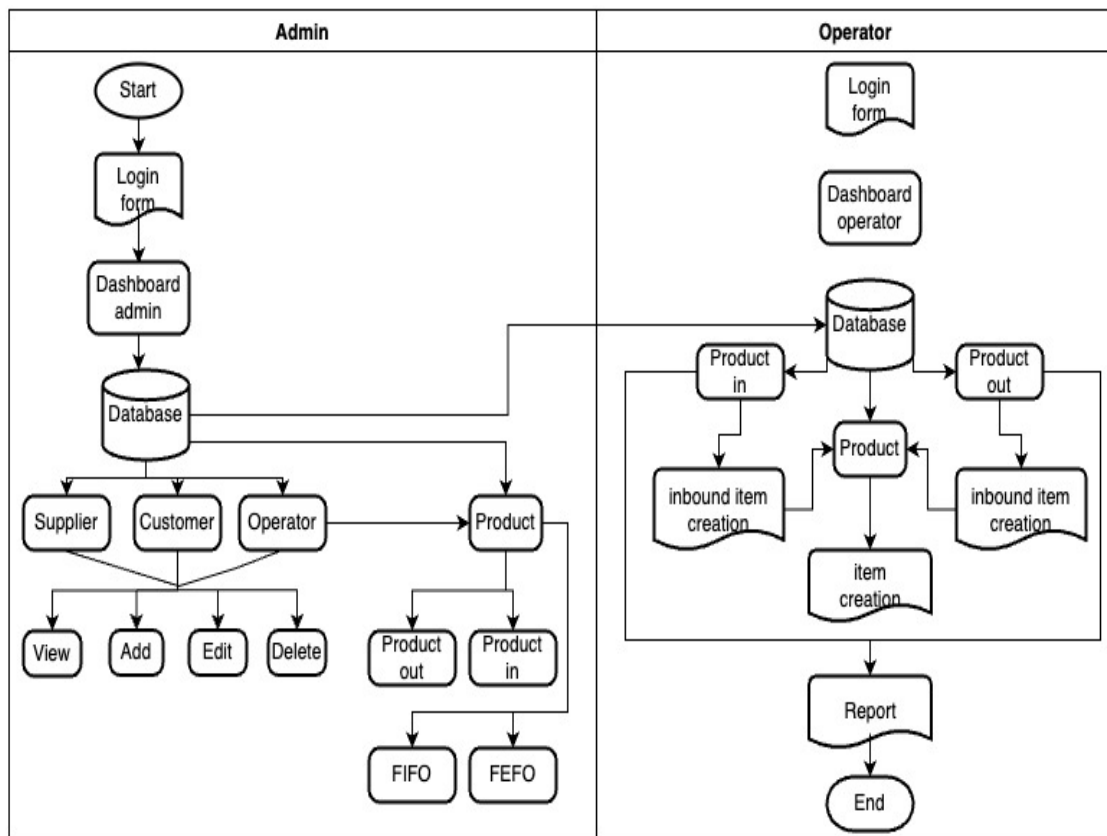 Admin
Start
Login
form
Dashboard
admin
Database
Supplier
Customer
Operator
Product
View
Add
Edit
Delete
Product
out
Product
in
FIFO
FEFO
Operator
Login
form
Dashboard
operator
Database
Product
in
Product
out
Product
inbound item
creation
inbound item
creation
item
creation
Report
End